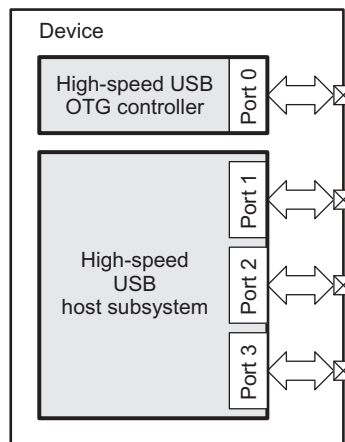 Device
High-speed USB
OTG controller
Port 0
Port 1
High-speed
USB
host subsystem
Port 2
Port 3